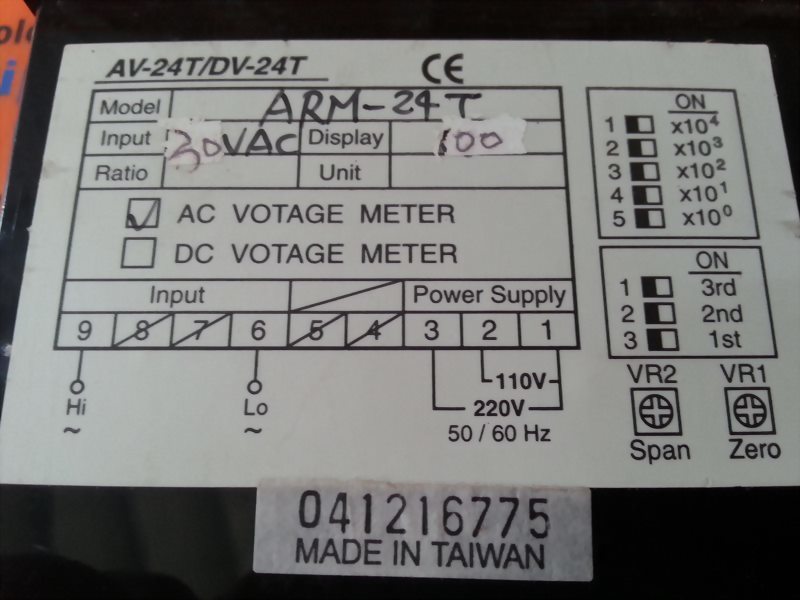 AV-24T/DV-24T CE
Model ARM-24T
Input 30VAC Display 100
Ratio Unit
AC VOTAGE METER
DC VOTAGE METER
Input Power Supply
9 8 7 6 5 4 3 2 1
110V
Hi Lo 220V
~ ~ 50 / 60 Hz
ON
1 x10⁴
2 x10³
3 x10²
4 x10¹
5 x10⁰
ON
1 3rd
2 2nd
3 1st
VR2 VR1
Span Zero
041216775
MADE IN TAIWAN